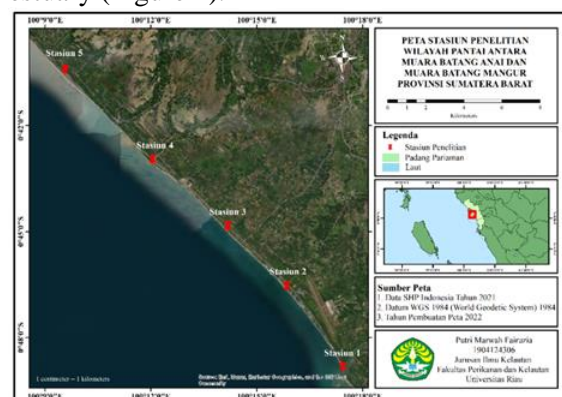 100°9'0"E 100°12'0"E 100°15'0"E 100°18'0"E
0°42'0"S
0°45'0"S
0°48'0"S
Stasiun 5
Stasiun 4
Stasiun 3
Stasiun 2
Stasiun 1
1 centimeter = 1 kilometers
PETA STASIUN PENELITIAN
WILAYAH PANTAI ANTARA
MUARA BATANG ANAI DAN
MUARA BATANG MANGUR
PROVINSI SUMATERA BARAT
Kilometers
Legenda
Stasiun Penelitian
Padang Pariaman
Laut
Sumber Peta
1. Data SHP Indonesia Tahun 2021
2. Datum WGS 1984 (World Geodetic System) 1984
3. Tahun Pembuatan Peta 2022
Putri Marwah Fairaria
1904124306
Jurusan Ilmu Kelautan
Fakultas Perikanan dan Kelautan
Universitas Riau